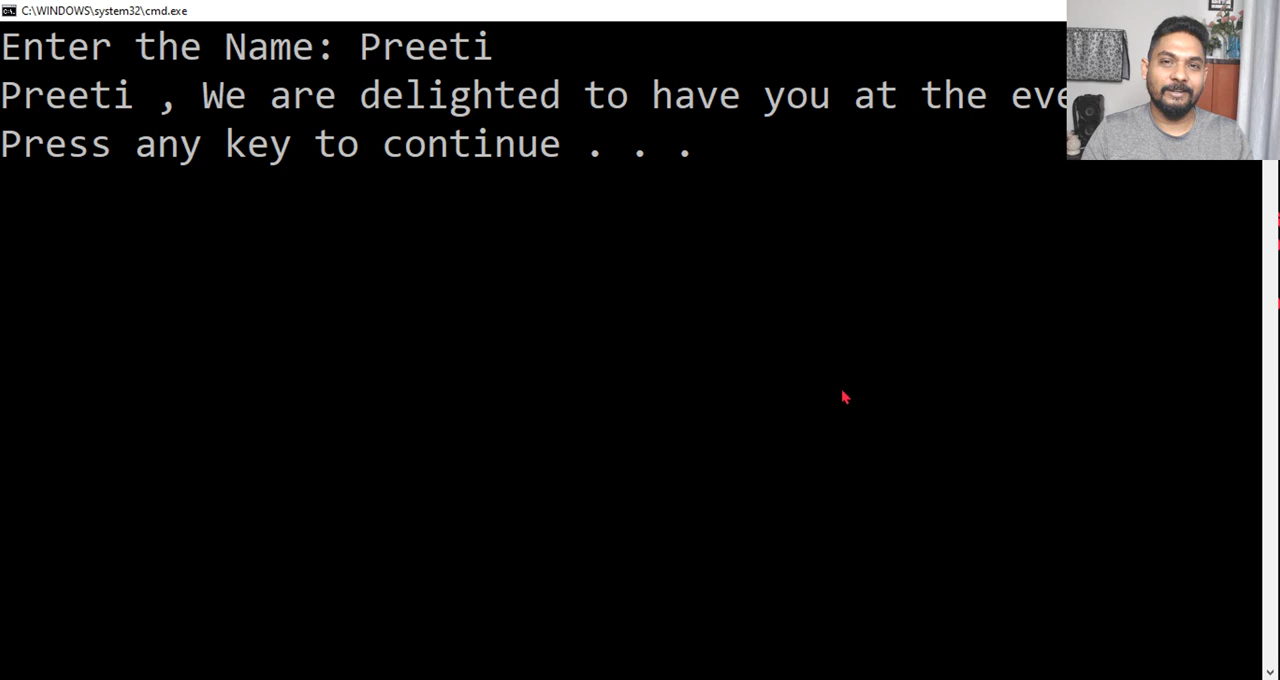 C:\WINDOWS\system32\cmd.exe
Enter the Name: Preeti
Preeti , We are delighted to have you at the
Press any key to continue . . .